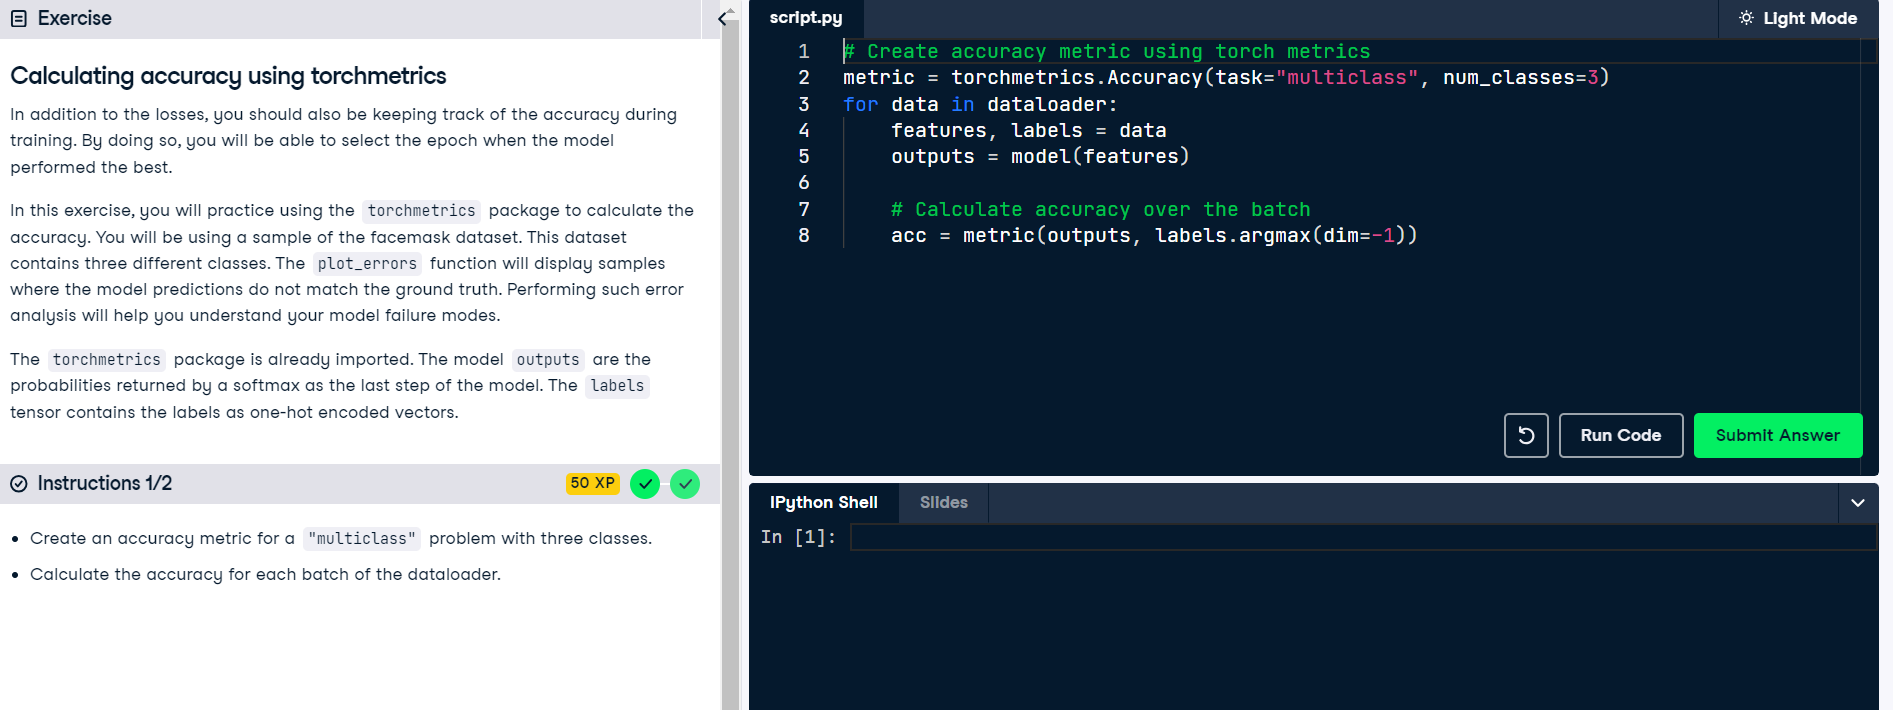 Exercise
Calculating accuracy using torchmetrics
In addition to the losses, you should also be keeping track of the accuracy during
training. By doing so, you will be able to select the epoch when the model
performed the best.
In this exercise, you will practice using the torchmetrics package to calculate the
accuracy. You will be using a sample of the facemask dataset. This dataset
contains three different classes. The plot_errors function will display samples
where the model predictions do not match the ground truth. Performing such error
analysis will help you understand your model failure modes.
The torchmetrics package is already imported. The model outputs are the
probabilities returned by a softmax as the last step of the model. The labels
tensor contains the labels as one-hot encoded vectors.
Instructions 1/2
50 XP
Create an accuracy metric for a "multiclass" problem with three classes.
Calculate the accuracy for each batch of the dataloader.
script.py
Light Mode
1 # Create accuracy metric using torch metrics
2 metric = torchmetrics.Accuracy(task="multiclass", num_classes=3)
3 for data in dataloader:
4     features, labels = data
5     outputs = model(features)
6
7     # Calculate accuracy over the batch
8     acc = metric(outputs, labels.argmax(dim=-1))
Run Code
Submit Answer
IPython Shell
Slides
In [1]: